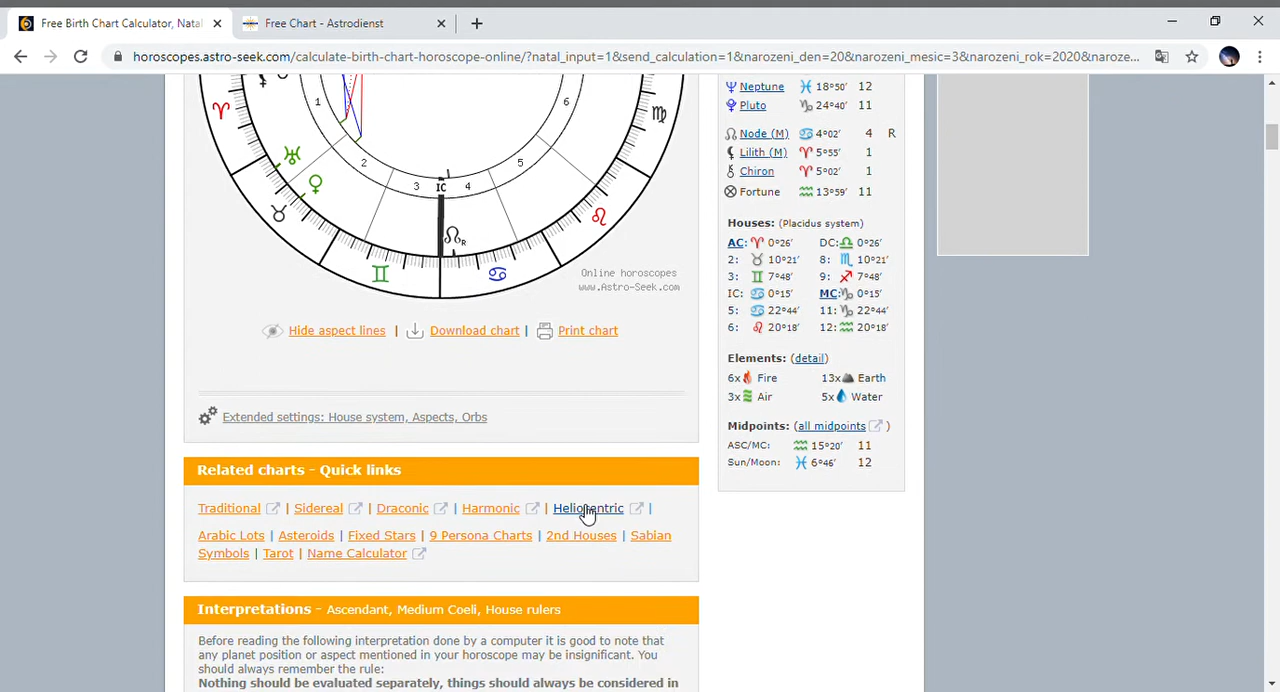 Free Birth Chart Calculator, Nata
Free Chart - Astrodienst
horoscopes.astro-seek.com/calculate-birth-chart-horoscope-online/?natal_input=1&send_calculation=1&narozeni_den=20&narozeni_mesic=3&narozeni_rok=2020&naroze...
1
2
3
IC
4
5
6
R
Online horoscopes
www.Astro-Seek.com
Hide aspect lines | Download chart | Print chart
Extended settings: House system, Aspects, Orbs
Related charts - Quick links
Traditional | Sidereal | Draconic | Harmonic | Heliocentric |
Arabic Lots | Asteroids | Fixed Stars | 9 Persona Charts | 2nd Houses | Sabian
Symbols | Tarot | Name Calculator
Interpretations - Ascendant, Medium Coeli, House rulers
Before reading the following interpretation done by a computer it is good to note that
any planet position or aspect mentioned in your horoscope may be insignificant. You
should always remember the rule:
Nothing should be evaluated separately, things should always be considered in
♆ Neptune ♓ 18°50' 12
♇ Pluto ♑ 24°40' 11
☊ Node (M) ♋ 4°02' 4 R
⚸ Lilith (M) ♈ 5°55' 1
⚷ Chiron ♈ 5°02' 1
⊗ Fortune ♒ 13°59' 11
Houses: (Placidus system)
AC: ♈ 0°26' DC: ♎ 0°26'
2: ♉ 10°21' 8: ♏ 10°21'
3: ♊ 7°48' 9: ♐ 7°48'
IC: ♋ 0°15' MC: ♑ 0°15'
5: ♋ 22°44' 11: ♑ 22°44'
6: ♌ 20°18' 12: ♒ 20°18'
Elements: (detail)
6x Fire 13x Earth
3x Air 5x Water
Midpoints: (all midpoints)
ASC/MC: ♒ 15°20' 11
Sun/Moon: ♓ 6°46' 12